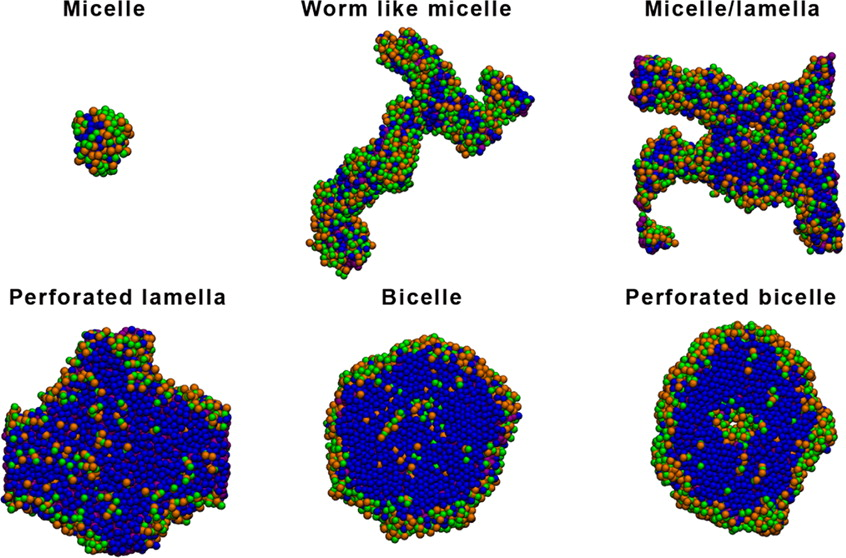 Micelle
Worm like micelle
Micelle/lamella
Perforated lamella
Bicelle
Perforated bicelle